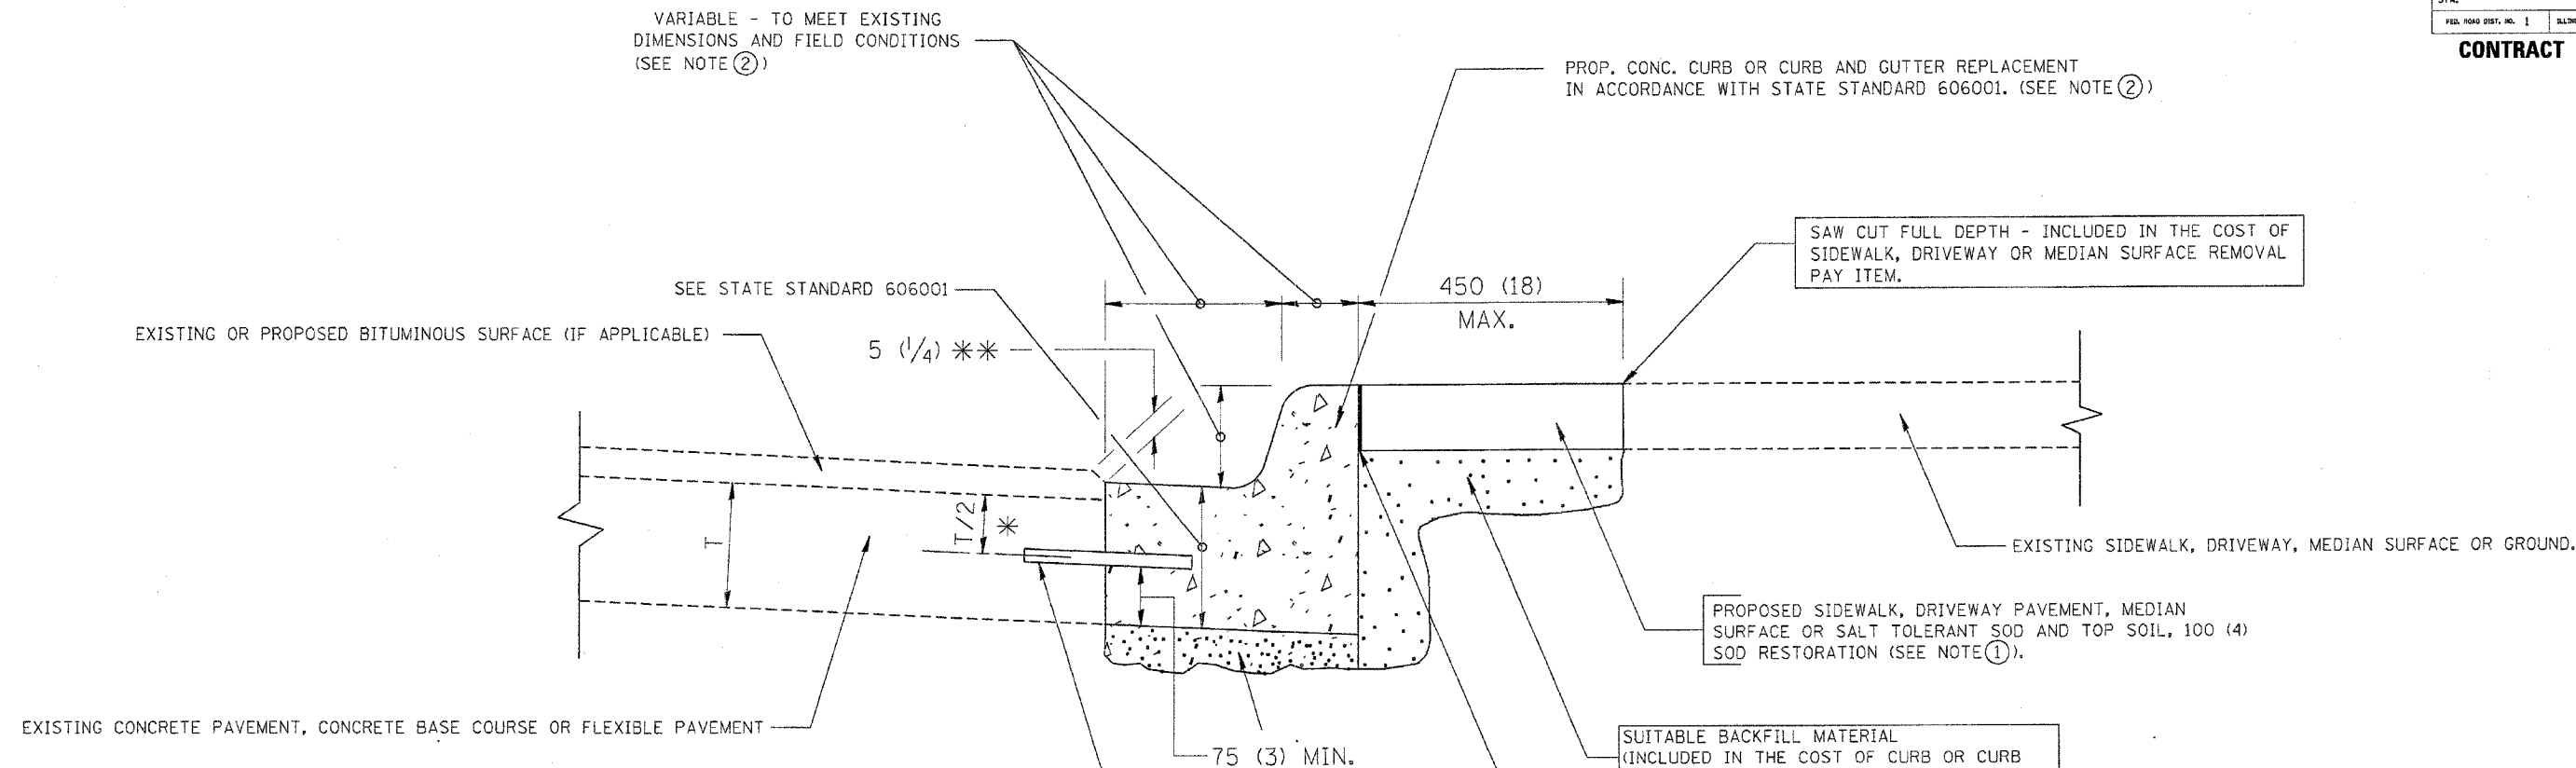 VARIABLE - TO MEET EXISTING
DIMENSIONS AND FIELD CONDITIONS
(SEE NOTE ②)
FED. ROAD DIST. NO. 1
CONTRACT
PROP. CONC. CURB OR CURB AND GUTTER REPLACEMENT
IN ACCORDANCE WITH STATE STANDARD 606001. (SEE NOTE ②)
SAW CUT FULL DEPTH - INCLUDED IN THE COST OF
SIDEWALK, DRIVEWAY OR MEDIAN SURFACE REMOVAL
PAY ITEM.
SEE STATE STANDARD 606001
450 (18)
MAX.
EXISTING OR PROPOSED BITUMINOUS SURFACE (IF APPLICABLE)
5 (1/4) **
T
T/2
*
EXISTING SIDEWALK, DRIVEWAY, MEDIAN SURFACE OR GROUND.
PROPOSED SIDEWALK, DRIVEWAY PAVEMENT, MEDIAN
SURFACE OR SALT TOLERANT SOD AND TOP SOIL, 100 (4)
SOD RESTORATION (SEE NOTE ①).
EXISTING CONCRETE PAVEMENT, CONCRETE BASE COURSE OR FLEXIBLE PAVEMENT
75 (3) MIN.
SUITABLE BACKFILL MATERIAL
(INCLUDED IN THE COST OF CURB OR CURB